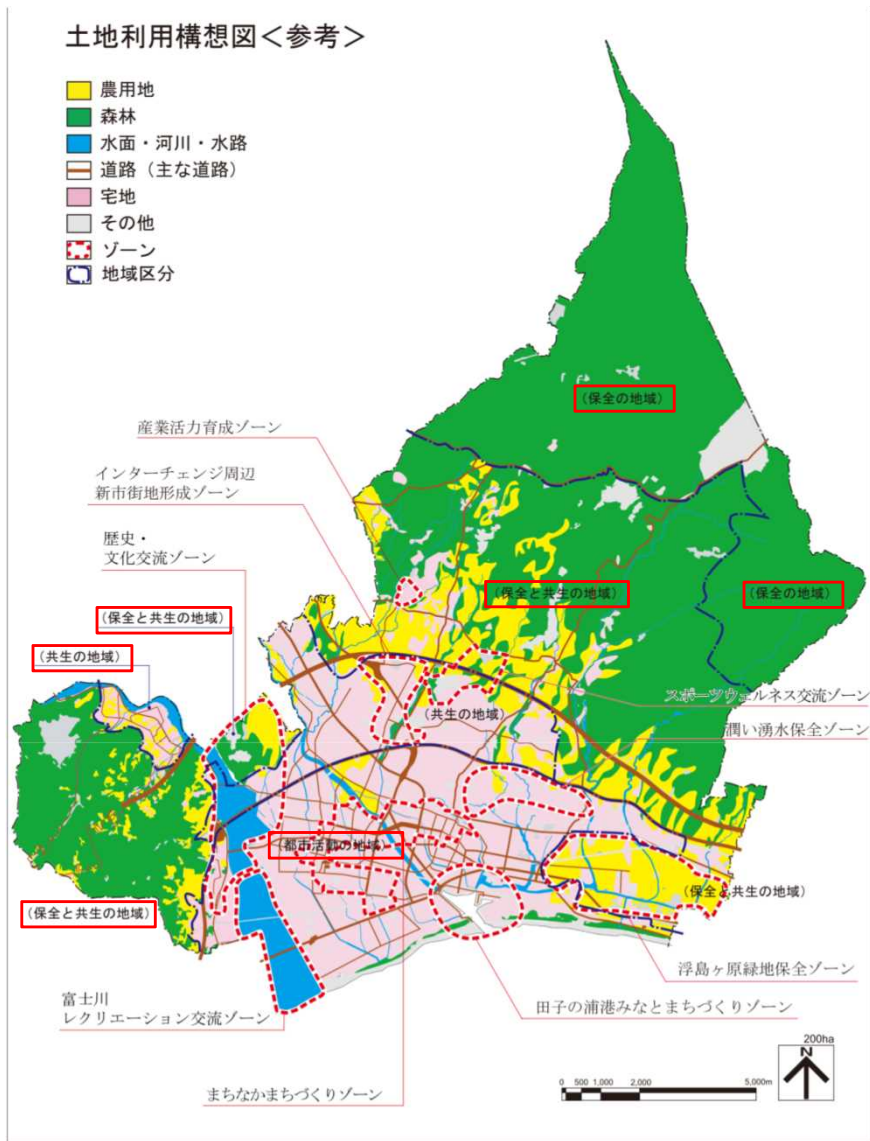 土地利用構想図＜参考＞
農用地
森林
水面・河川・水路
道路（主な道路）
宅地
その他
ゾーン
地域区分
（保全の地域）
産業活力育成ゾーン
インターチェンジ周辺
新市街地形成ゾーン
歴史・
文化交流ゾーン
（保全と共生の地域）
（保全の地域）
（保全と共生の地域）
（共生の地域）
スポーツウェルネス交流ゾーン
（共生の地域）
潤い湧水保全ゾーン
（都市活動の地域）
（保全と共生の地域）
（保全と共生の地域）
浮島ヶ原緑地保全ゾーン
富士川
レクリエーション交流ゾーン
田子の浦港みなとまちづくりゾーン
まちなかまちづくりゾーン
200ha
N
0 500 1,000 2,000 5,000m